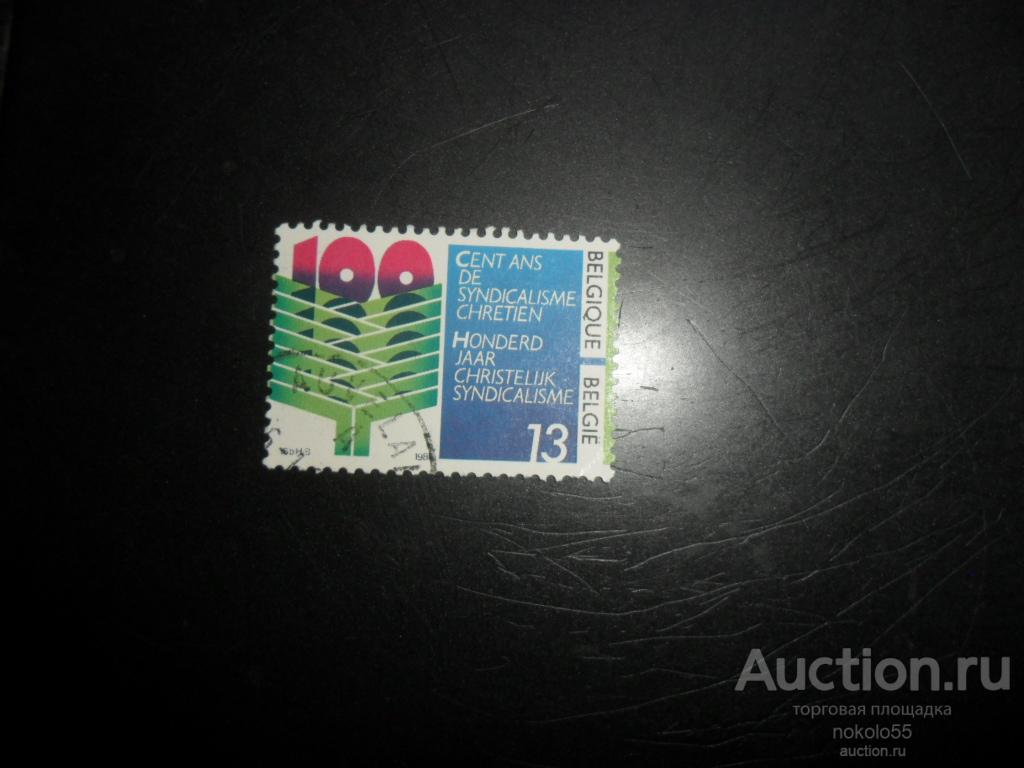 100
CENT ANS
DE
SYNDICALISME
CHRETIEN
HONDERD
JAAR
CHRISTELIJK
SYNDICALISME
13
BELGIQUE
BELGIË
Auction.ru
торговая площадка
nokolo55
auction.ru